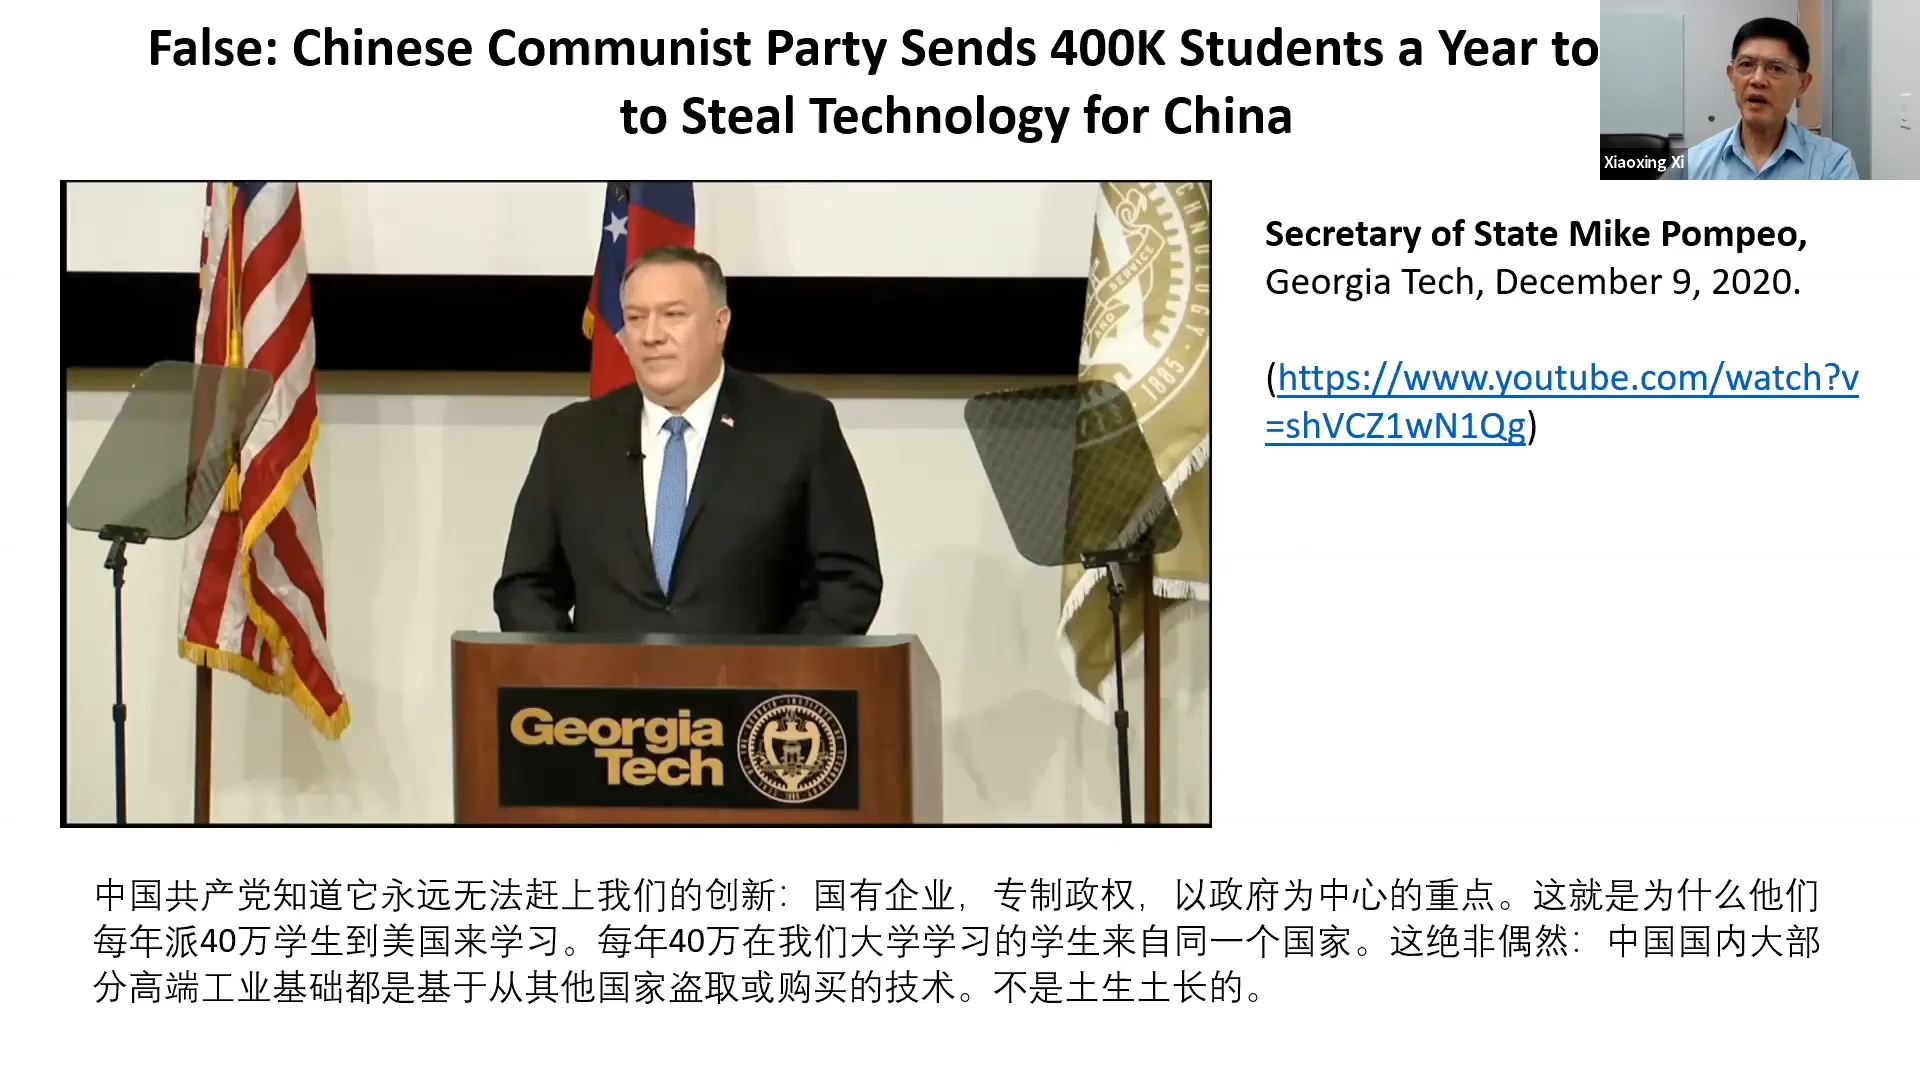 False: Chinese Communist Party Sends 400K Students a Year to
to Steal Technology for China
Xiaoxing Xi
Secretary of State Mike Pompeo,
Georgia Tech, December 9, 2020.
(https://www.youtube.com/watch?v
=shVCZ1wN1Qg)
SERVICE
AND
1885
Georgia
Tech
中国共产党知道它永远无法赶上我们的创新：国有企业，专制政权，以政府为中心的重点。这就是为什么他们
每年派40万学生到美国来学习。每年40万在我们大学学习的学生来自同一个国家。这绝非偶然：中国国内大部
分高端工业基础都是基于从其他国家盗取或购买的技术。不是土生土长的。